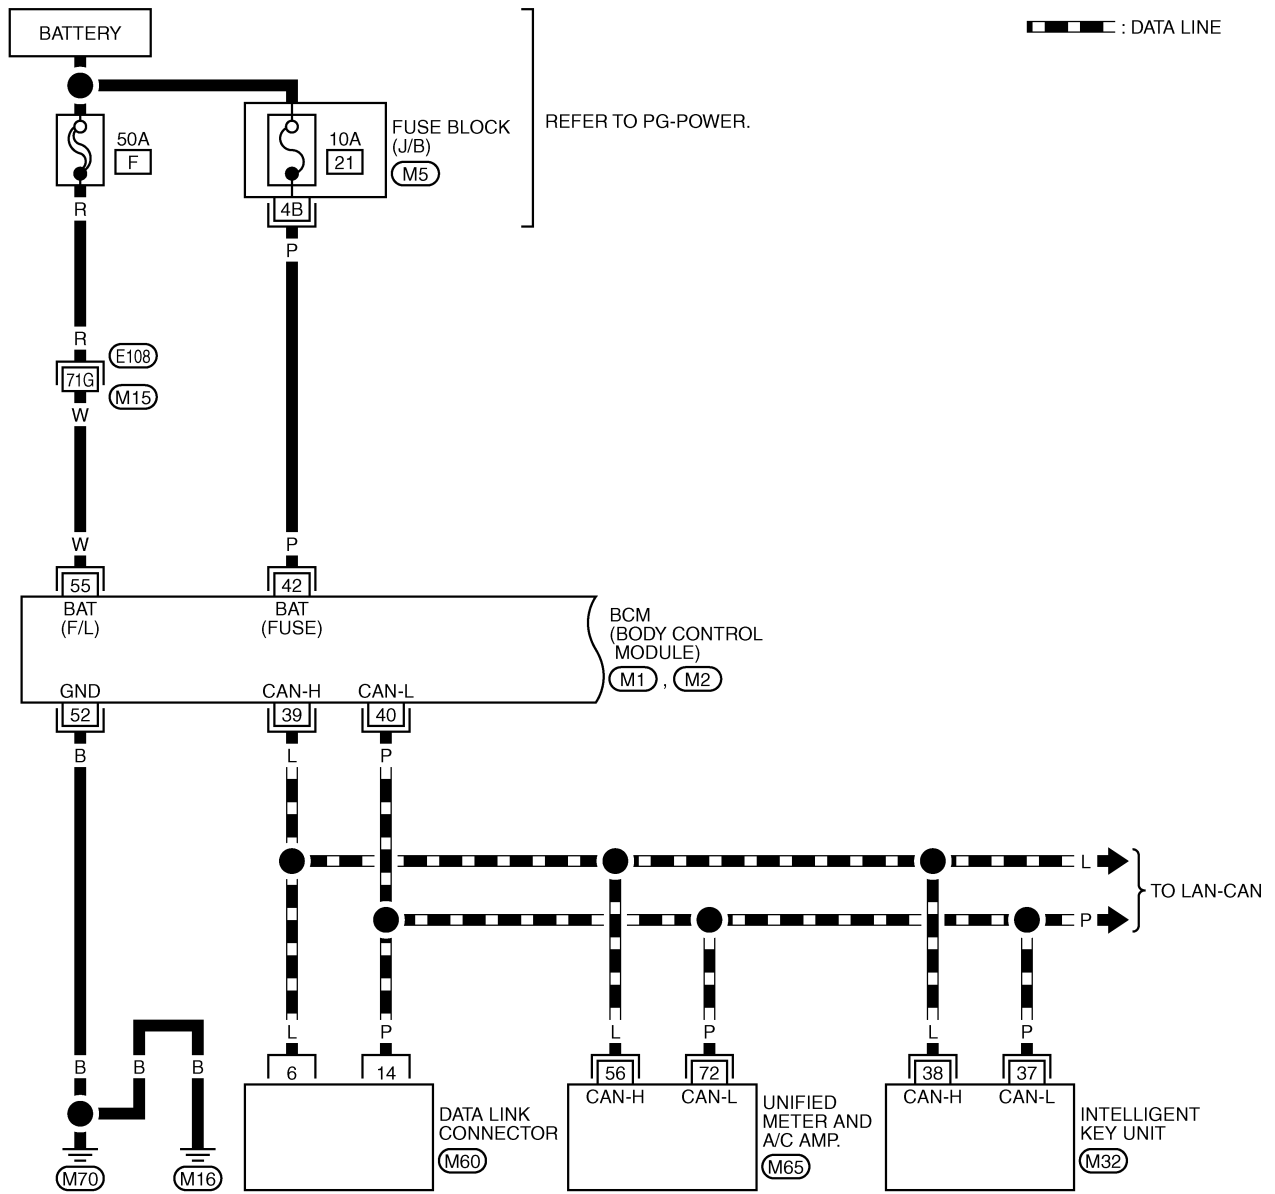 BATTERY
: DATA LINE
50A
F
10A
21
FUSE BLOCK
(J/B)
M5
REFER TO PG-POWER.
4B
R
P
R
E108
71G
M15
W
W
P
55
42
BAT
(F/L)
BAT
(FUSE)
BCM
(BODY CONTROL
MODULE)
M1 , M2
GND
CAN-H
CAN-L
52
39
40
B
L
P
L
P
TO LAN-CAN
L
P
L
P
L
P
B
B
B
6
14
56
72
38
37
CAN-H
CAN-L
CAN-H
CAN-L
DATA LINK
CONNECTOR
M60
UNIFIED
METER AND
A/C AMP.
M65
INTELLIGENT
KEY UNIT
M32
M70
M16